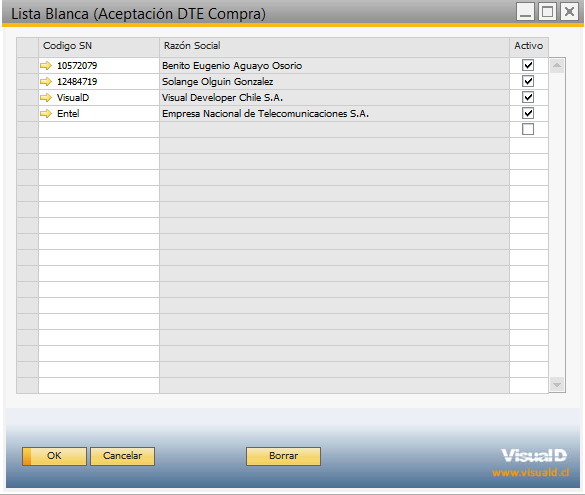 Lista Blanca (Aceptación DTE Compra)
Codigo SN Razón Social Activo
10572079 Benito Eugenio Aguayo Osorio
12484719 Solange Olguin Gonzalez
VisualD Visual Developer Chile S.A.
Entel Empresa Nacional de Telecomunicaciones S.A.
OK Cancelar Borrar
VisualD
www.visuald.cl